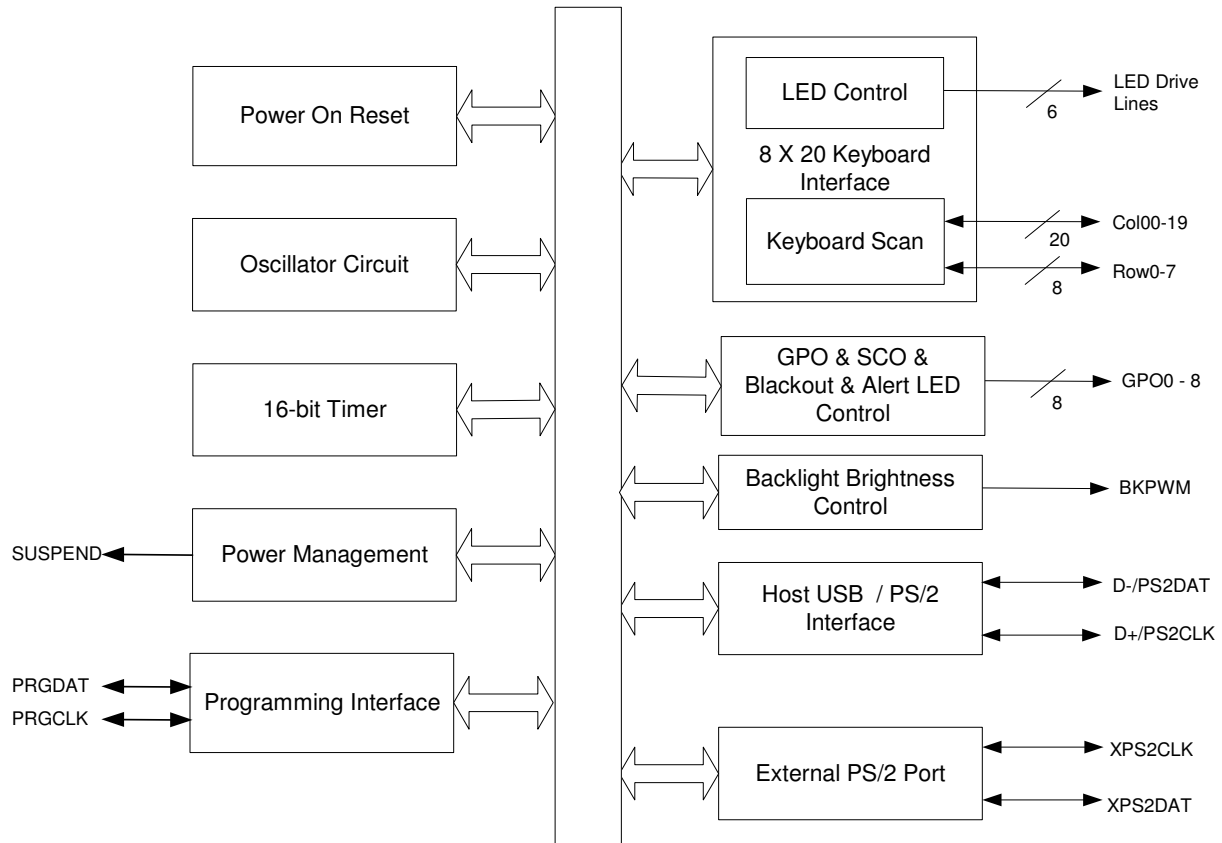 Power On Reset
Oscillator Circuit
16-bit Timer
SUSPEND
Power Management
PRGDAT
PRGCLK
Programming Interface
LED Control
6
LED Drive
Lines
8 X 20 Keyboard
Interface
Keyboard Scan
20
Col00-19
8
Row0-7
GPO & SCO &
Blackout & Alert LED
Control
8
GPO0 - 8
Backlight Brightness
Control
BKPWM
Host USB / PS/2
Interface
D-/PS2DAT
D+/PS2CLK
External PS/2 Port
XPS2CLK
XPS2DAT